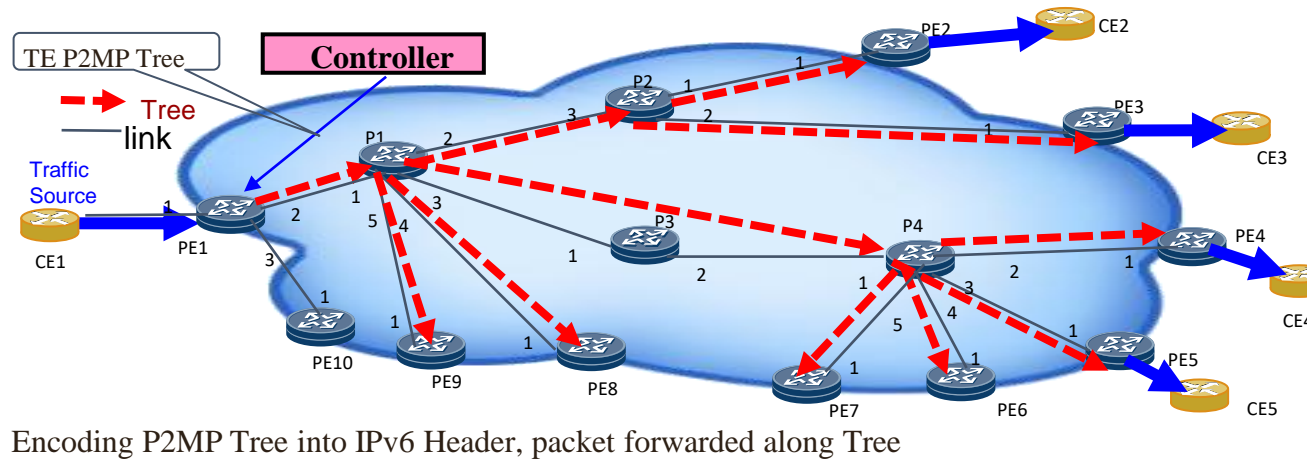 TE P2MP Tree
Controller
Tree
link
Traffic
Source
CE1
1
PE1
2
3
1
PE10
P1
1
2
5
4
3
1
PE9
1
PE8
3
P2
1
2
1
PE2
CE2
1
PE3
CE3
P3
1
2
P4
1
2
3
4
5
1
PE4
CE4
1
PE5
CE5
1
PE6
1
PE7
Encoding P2MP Tree into IPv6 Header, packet forwarded along Tree